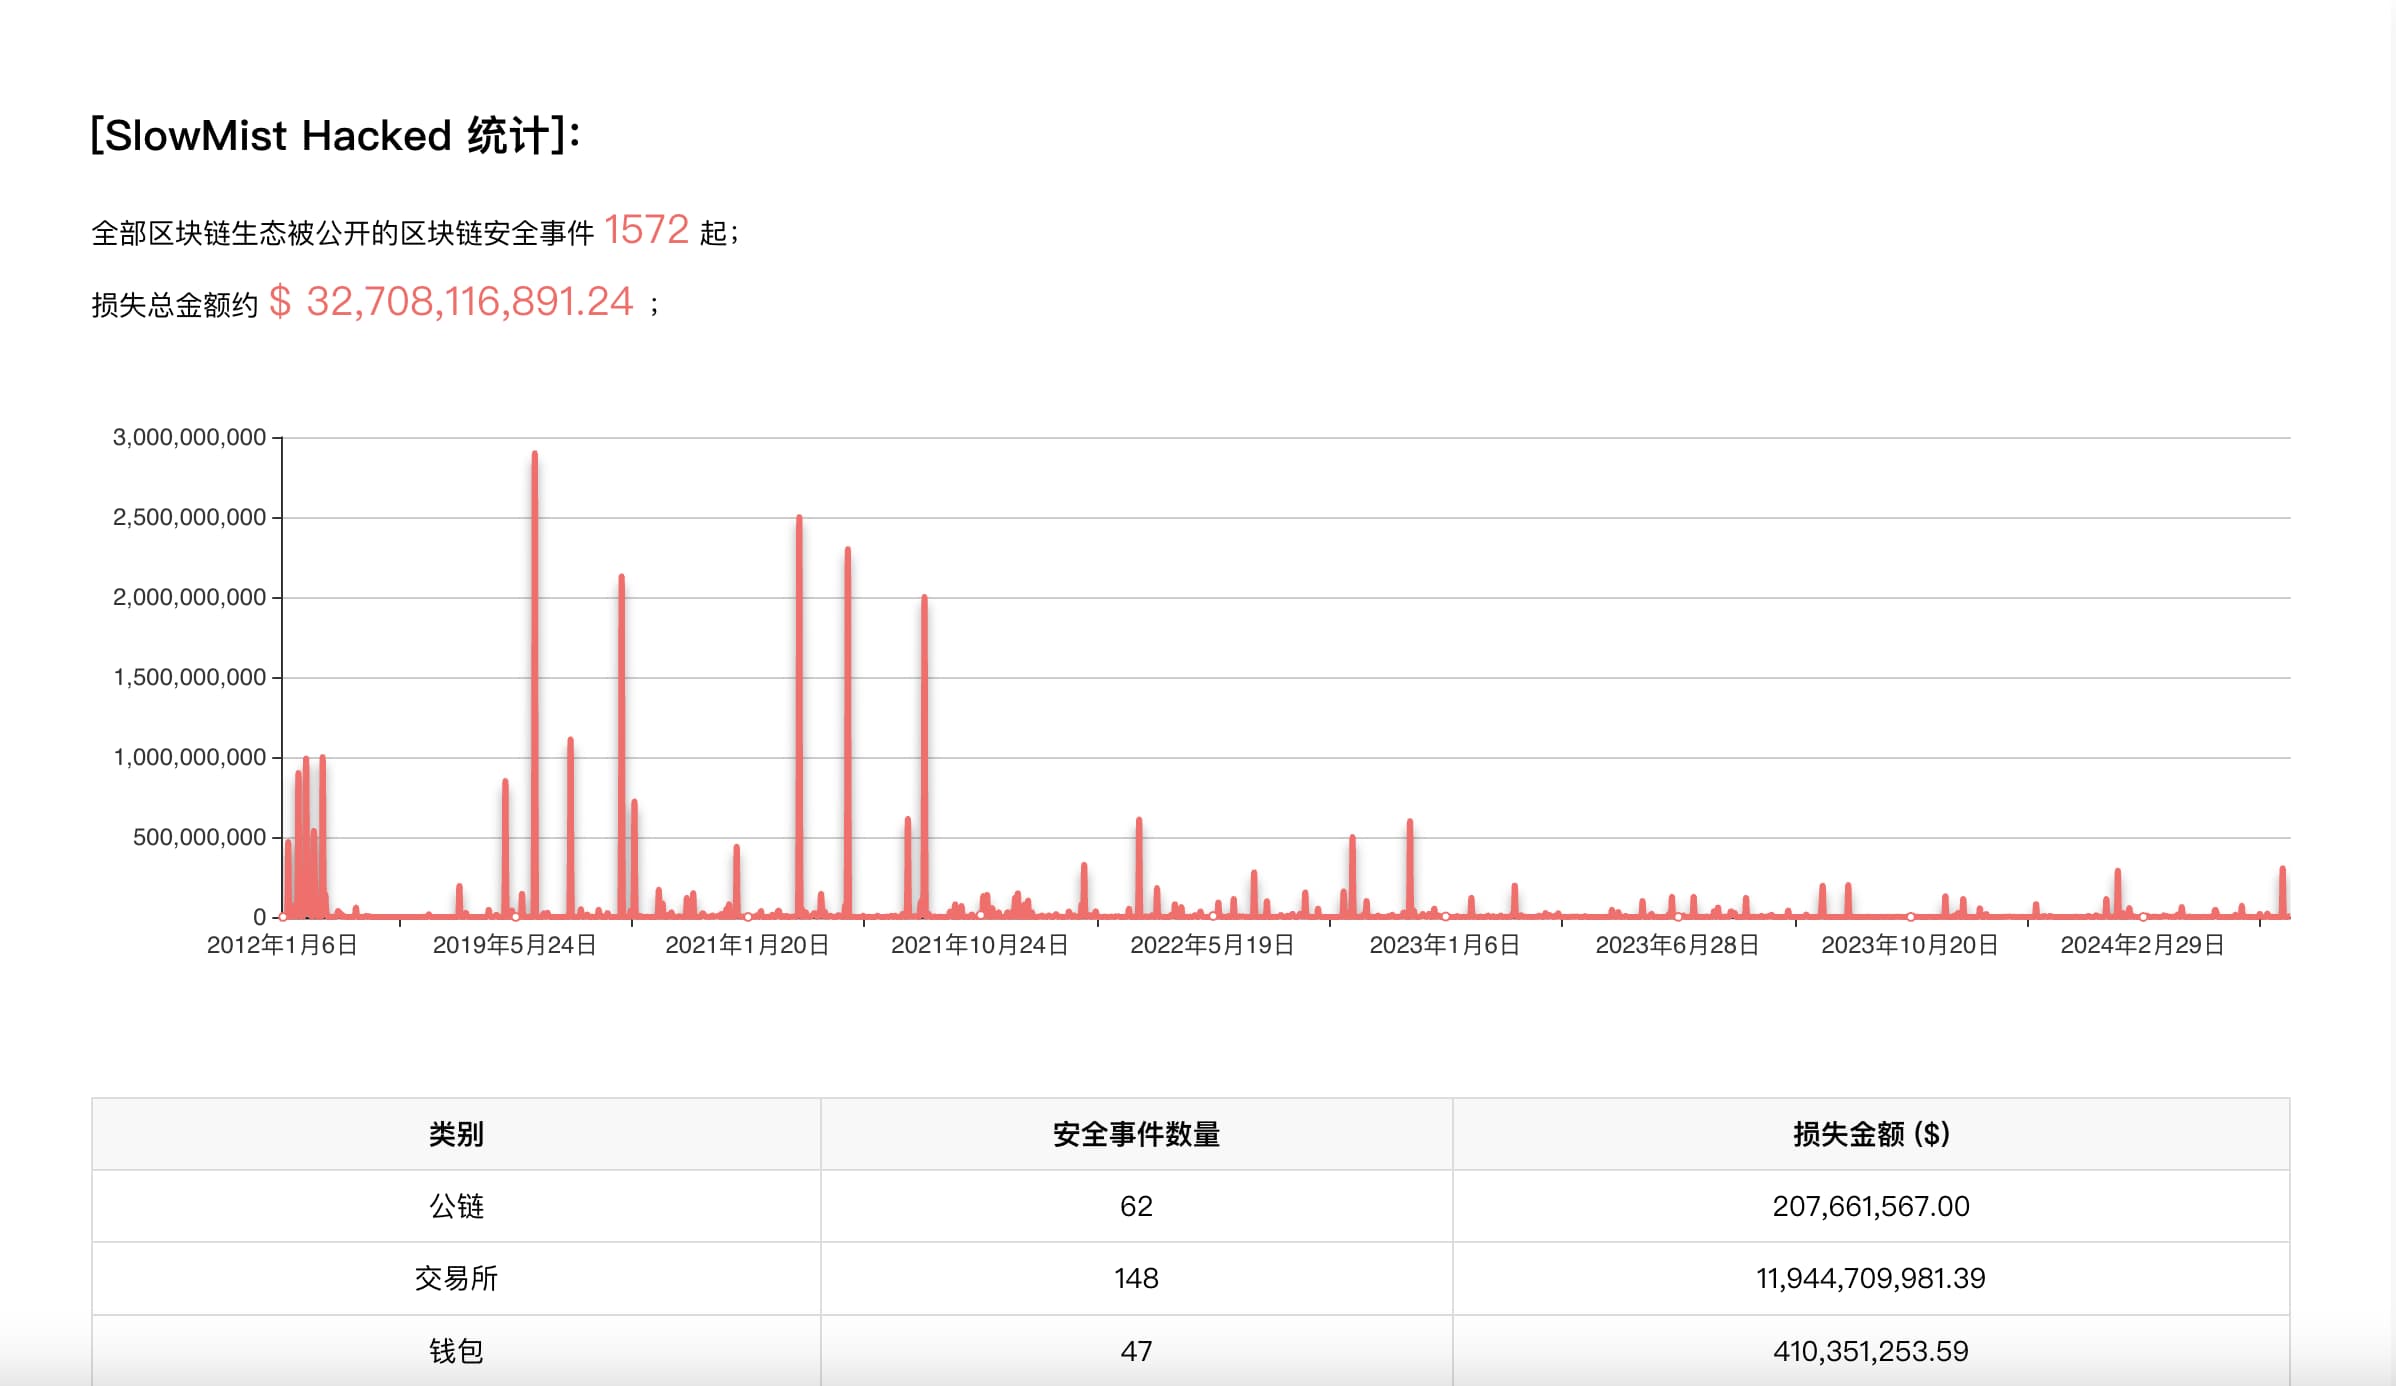 [SlowMist Hacked 统计]：
全部区块链生态被公开的区块链安全事件 1572 起；
损失总金额约 $ 32,708,116,891.24 ；
3,000,000,000
2,500,000,000
2,000,000,000
1,500,000,000
1,000,000,000
500,000,000
0
2012年1月6日 2019年5月24日 2021年1月20日 2021年10月24日 2022年5月19日 2023年1月6日 2023年6月28日 2023年10月20日 2024年2月29日
类别 安全事件数量 损失金额 ($)
公链 62 207,661,567.00
交易所 148 11,944,709,981.39
钱包 47 410,351,253.59